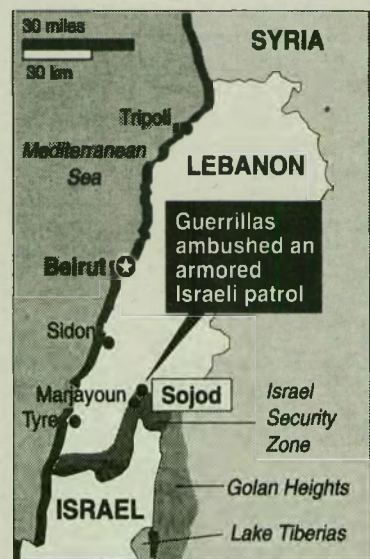 30 miles
30 km
SYRIA
Tripoli
Mediterranean
Sea
LEBANON
Guerrillas
ambushed an
armored
Israeli patrol
Beirut
Sidon
Marjayoun
Sojod
Tyre
Israel
Security
Zone
ISRAEL
Golan Heights
Lake Tiberias